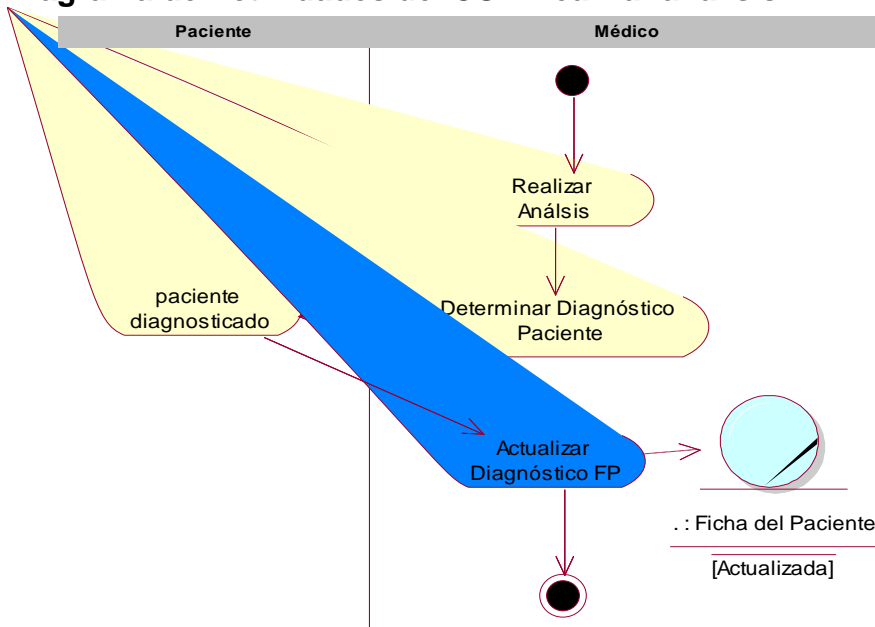 Paciente
Médico
Realizar
Análsis
paciente
diagnosticado
Determinar Diagnóstico
Paciente
Actualizar
Diagnóstico FP
. : Ficha del Paciente
[Actualizada]